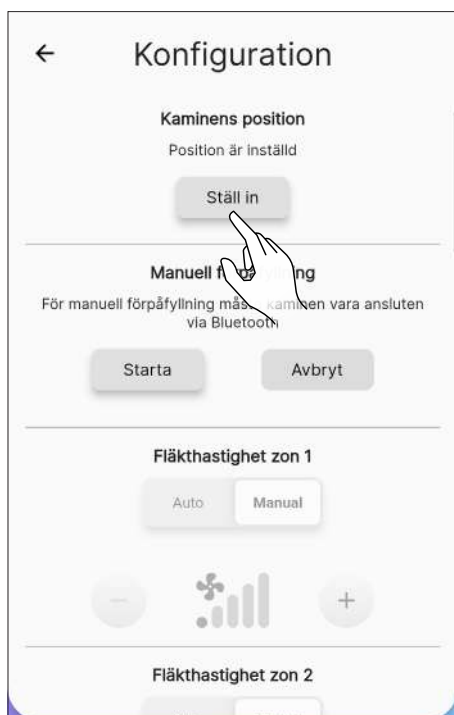 Konfiguration
Kaminens position
Position är inställd
Ställ in
Manuell
För manuell förpåfyllning kaminen vara ansluten
via Bluetooth
Starta
Avbryt
Fläkthastighet zon 1
Auto
Manual
Fläkthastighet zon 2